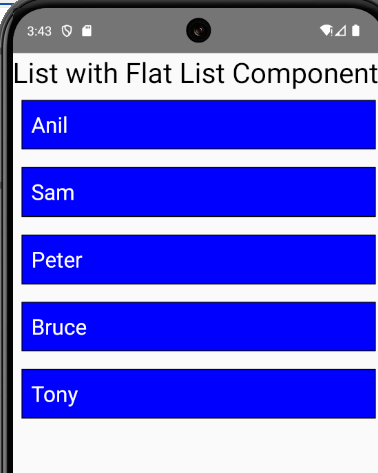 3:43
List with Flat List Component
Anil
Sam
Peter
Bruce
Tony